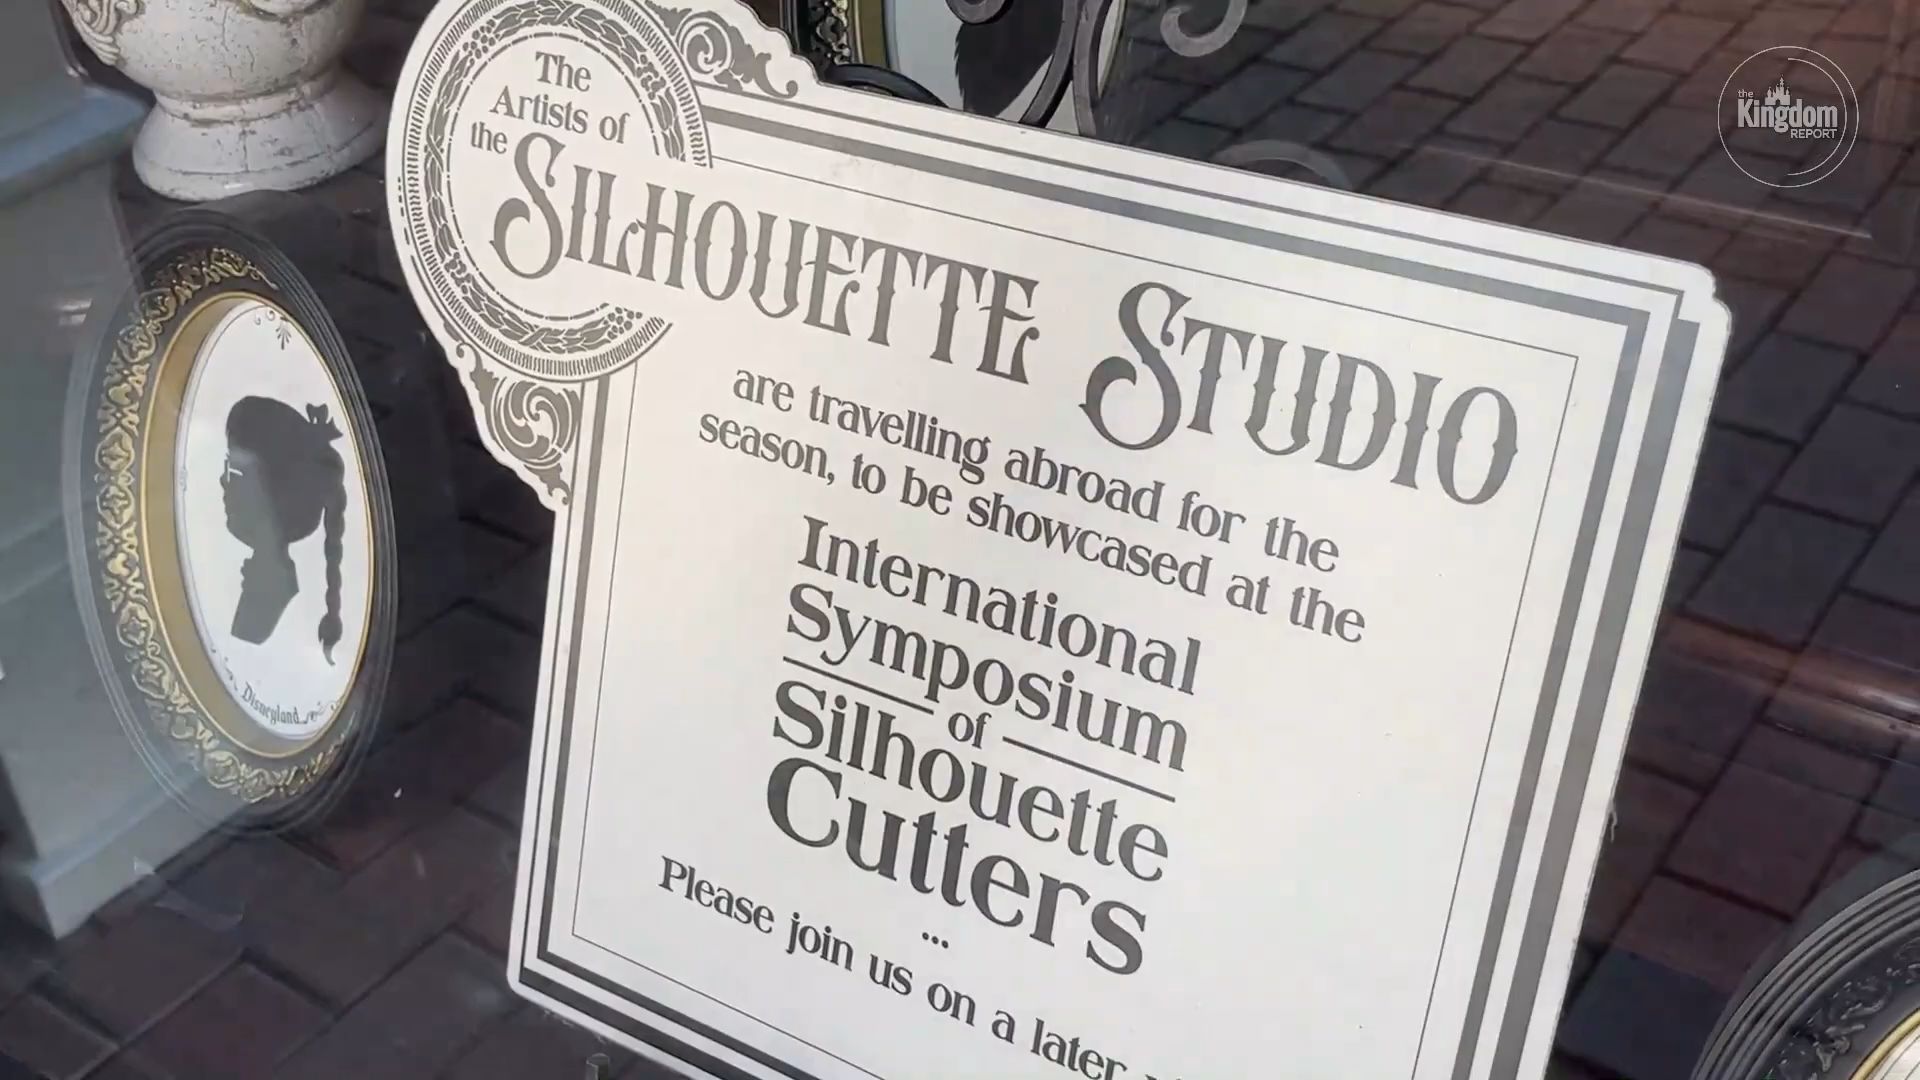 The
Artists of
the
SILHOUETTE STUDIO
are travelling abroad for the
season, to be showcased at the
International
Symposium
of
Silhouette
Cutters
...
Please join us on a later
Disneyland
the
Kingdom
REPORT